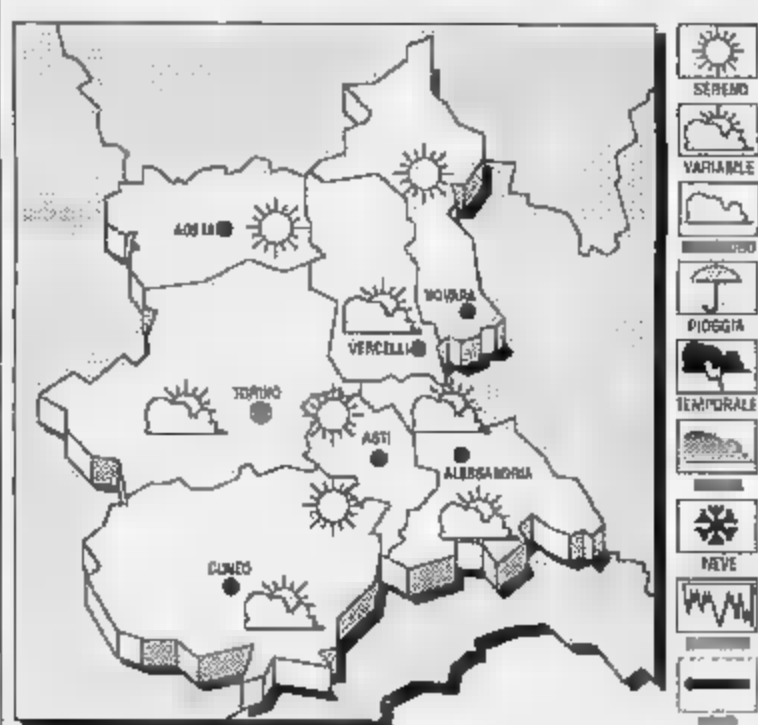 SERENO
VARIABILE
AOSTA
NOVARA
PIOGGIA
VERCELLI
TEMPORALE
TORINO
ASTI
ALESSANDRIA
NEVE
CUNEO